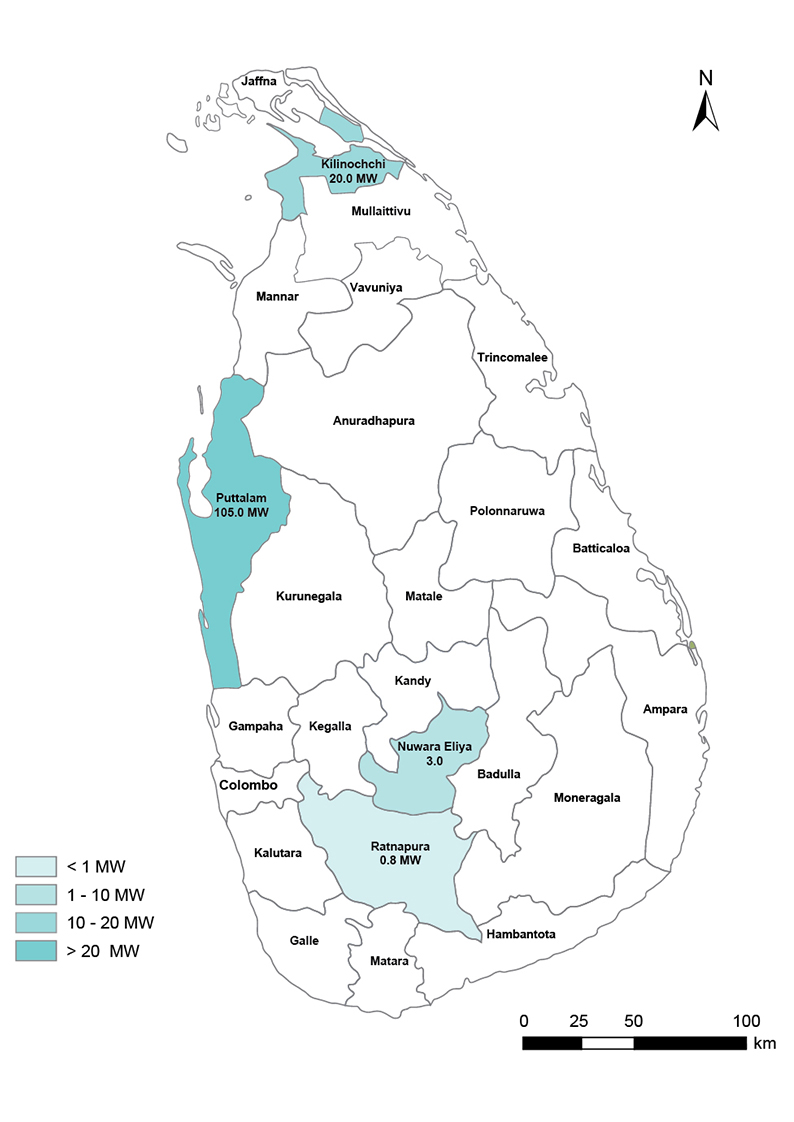 N
Jaffna
Kilinochchi
20.0 MW
Mullaittivu
Mannar
Vavuniya
Trincomalee
Anuradhapura
Puttalam
105.0 MW
Polonnaruwa
Batticaloa
Kurunegala
Matale
Kandy
Ampara
Gampaha
Kegalla
Nuwara Eliya
3.0
Badulla
Colombo
Moneragala
Ratnapura
0.8 MW
Kalutara
< 1 MW
1 - 10 MW
10 - 20 MW
> 20 MW
Galle
Matara
Hambantota
0 25 50 100
km